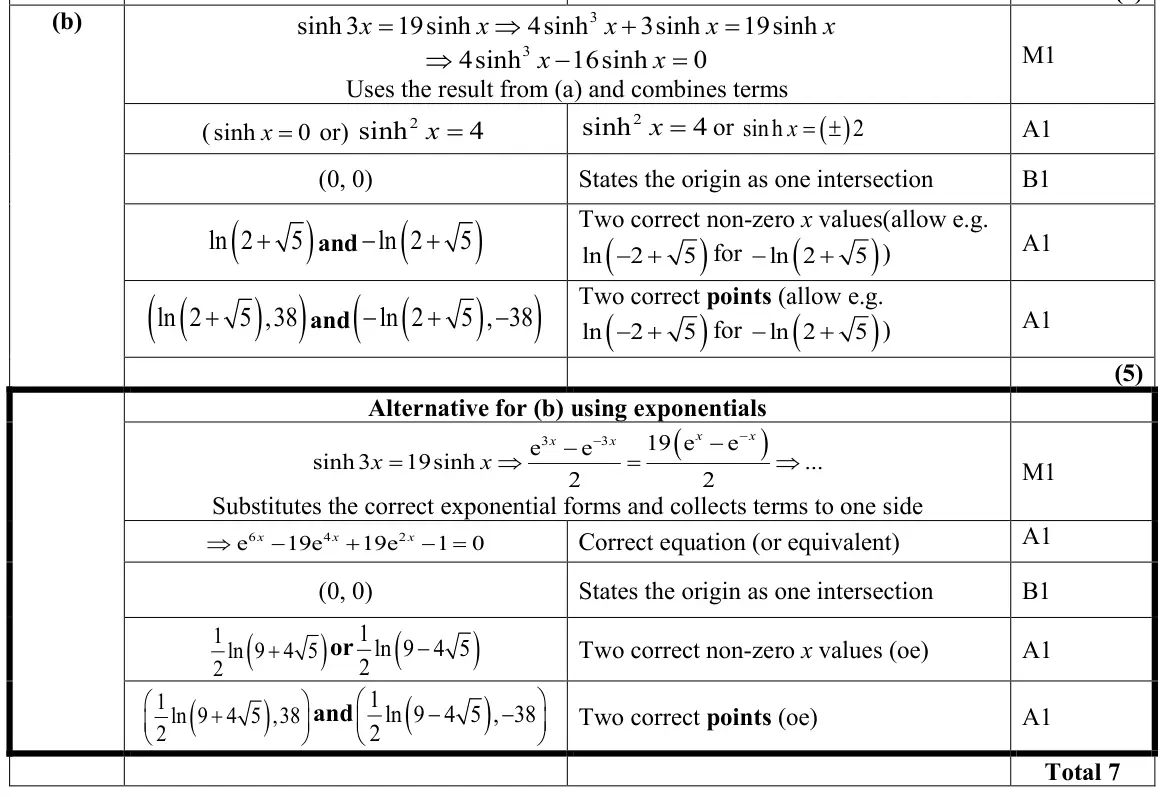 (b)
sinh 3x = 19 sinh x ⇒ 4 sinh³ x + 3 sinh x = 19 sinh x
⇒ 4 sinh³ x − 16 sinh x = 0
Uses the result from (a) and combines terms
M1
( sinh x = 0 or) sinh² x = 4
sinh² x = 4 or sinh x = (±) 2
A1
(0, 0)
States the origin as one intersection
B1
ln(2 + √5) and −ln(2 + √5)
Two correct non-zero x values(allow e.g.
ln(−2 + √5) for −ln(2 + √5))
A1
(ln(2 + √5), 38) and (−ln(2 + √5), −38)
Two correct points (allow e.g.
ln(−2 + √5) for −ln(2 + √5))
A1
(5)
Alternative for (b) using exponentials
sinh 3x = 19 sinh x ⇒ (e³ˣ − e⁻³ˣ)/2 = 19(eˣ − e⁻ˣ)/2 ⇒ ...
Substitutes the correct exponential forms and collects terms to one side
M1
⇒ e⁶ˣ − 19e⁴ˣ + 19e²ˣ − 1 = 0
Correct equation (or equivalent)
A1
(0, 0)
States the origin as one intersection
B1
1/2 ln(9 + 4√5) or 1/2 ln(9 − 4√5)
Two correct non-zero x values (oe)
A1
(1/2 ln(9 + 4√5), 38) and (1/2 ln(9 − 4√5), −38)
Two correct points (oe)
A1
Total 7